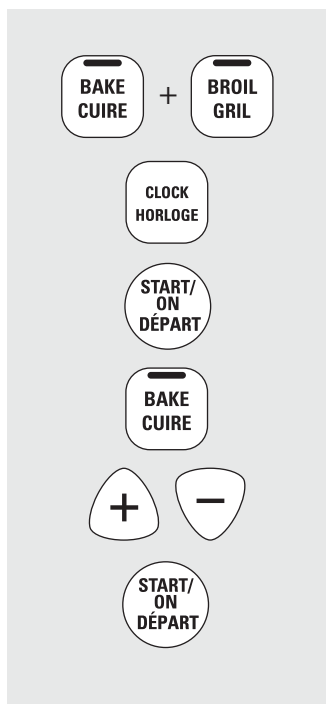 BAKE
CUIRE
+
BROIL
GRIL
CLOCK
HORLOGE
START/
ON
DÉPART
BAKE
CUIRE
+ −
START/
ON
DÉPART